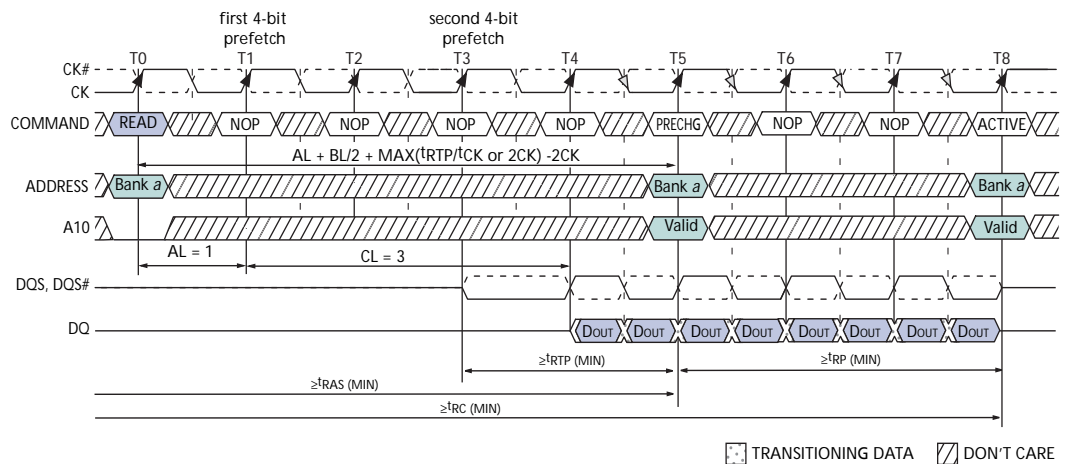 first 4-bit
prefetch
second 4-bit
prefetch
T0 T1 T2 T3 T4 T5 T6 T7 T8
CK#
CK
COMMAND READ NOP NOP NOP NOP PRECHG NOP NOP ACTIVE
AL + BL/2 + MAX(tRTP/tCK or 2CK) -2CK
ADDRESS Bank a Bank a Bank a
A10 Valid Valid
AL = 1 CL = 3
DQS, DQS#
DQ DOUT DOUT DOUT DOUT DOUT DOUT DOUT DOUT
≥tRTP (MIN) ≥tRP (MIN)
≥tRAS (MIN)
≥tRC (MIN)
TRANSITIONING DATA DON'T CARE